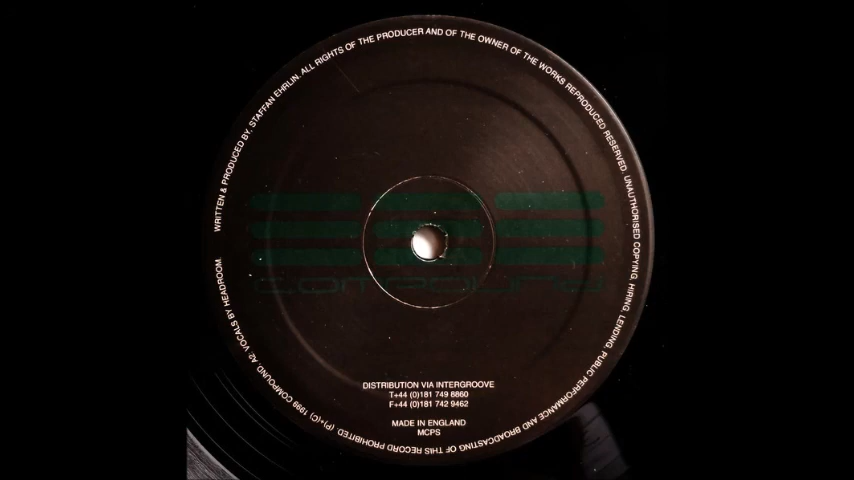 WRITTEN & PRODUCED BY: STAFFAN EHRLIN. ALL RIGHTS OF THE PRODUCER AND OF THE OWNER OF THE WORKS REPRODUCED RESERVED. UNAUTHORISED COPYING, HIRING, LENDING, PUBLIC PERFORMANCE AND BROADCASTING OF THIS RECORD PROHIBITED. (P)+(C) 1999 COMPOUND. A2: VOCALS BY HEADROOM.
COMPOUND
DISTRIBUTION VIA INTERGROOVE
T+44 (0)181 749 8860
F+44 (0)181 742 9462
MADE IN ENGLAND
MCPS